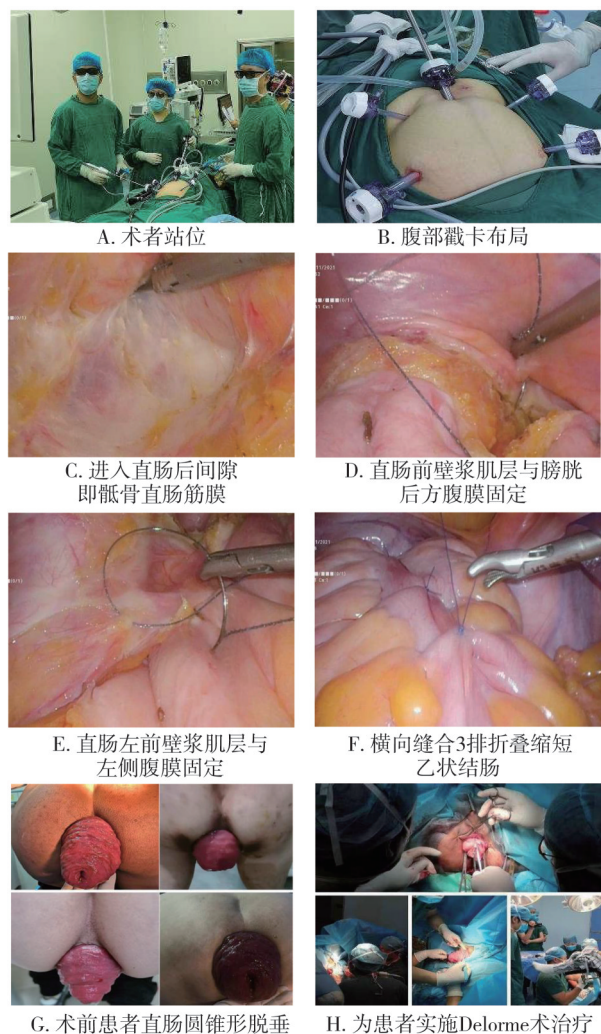 A. 术者站位
B. 腹部戳卡布局
C. 进入直肠后间隙
即骶骨直肠筋膜
D. 直肠前壁浆肌层与膀胱
后方腹膜固定
E. 直肠左前壁浆肌层与
左侧腹膜固定
F. 横向缝合3排折叠缩短
乙状结肠
G. 术前患者直肠圆锥形脱垂
H. 为患者实施Delorme术治疗